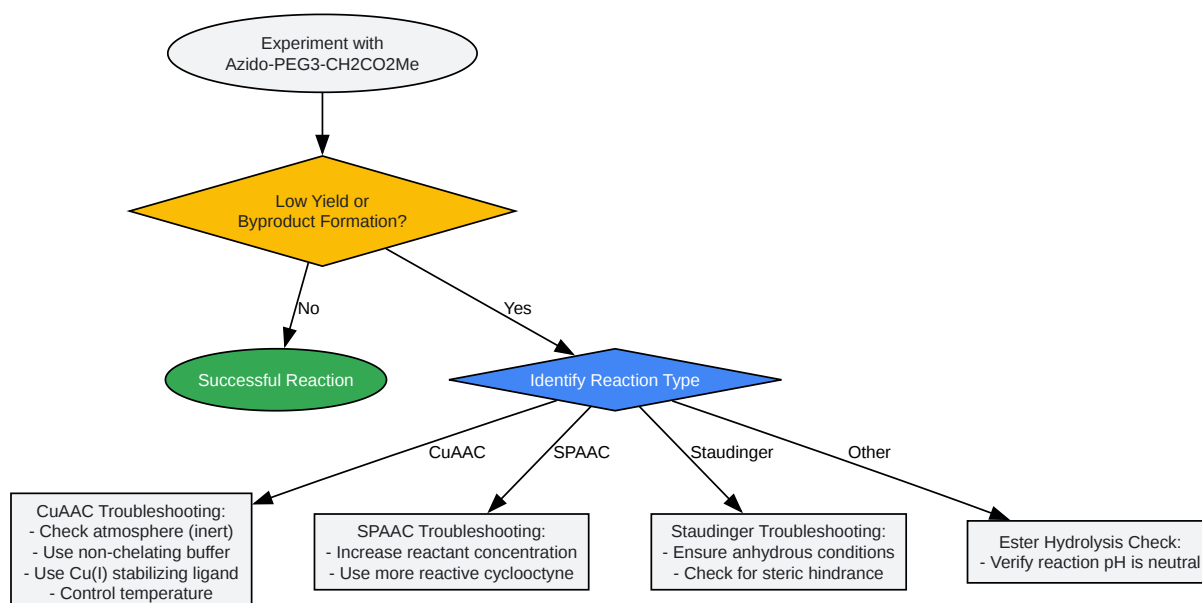 Experiment with
Azido-PEG3-CH2CO2Me
Low Yield or
Byproduct Formation?
No
Yes
Successful Reaction
Identify Reaction Type
CuAAC
SPAAC
Staudinger
Other
CuAAC Troubleshooting:
- Check atmosphere (inert)
- Use non-chelating buffer
- Use Cu(I) stabilizing ligand
- Control temperature
SPAAC Troubleshooting:
- Increase reactant concentration
- Use more reactive cyclooctyne
Staudinger Troubleshooting:
- Ensure anhydrous conditions
- Check for steric hindrance
Ester Hydrolysis Check:
- Verify reaction pH is neutral